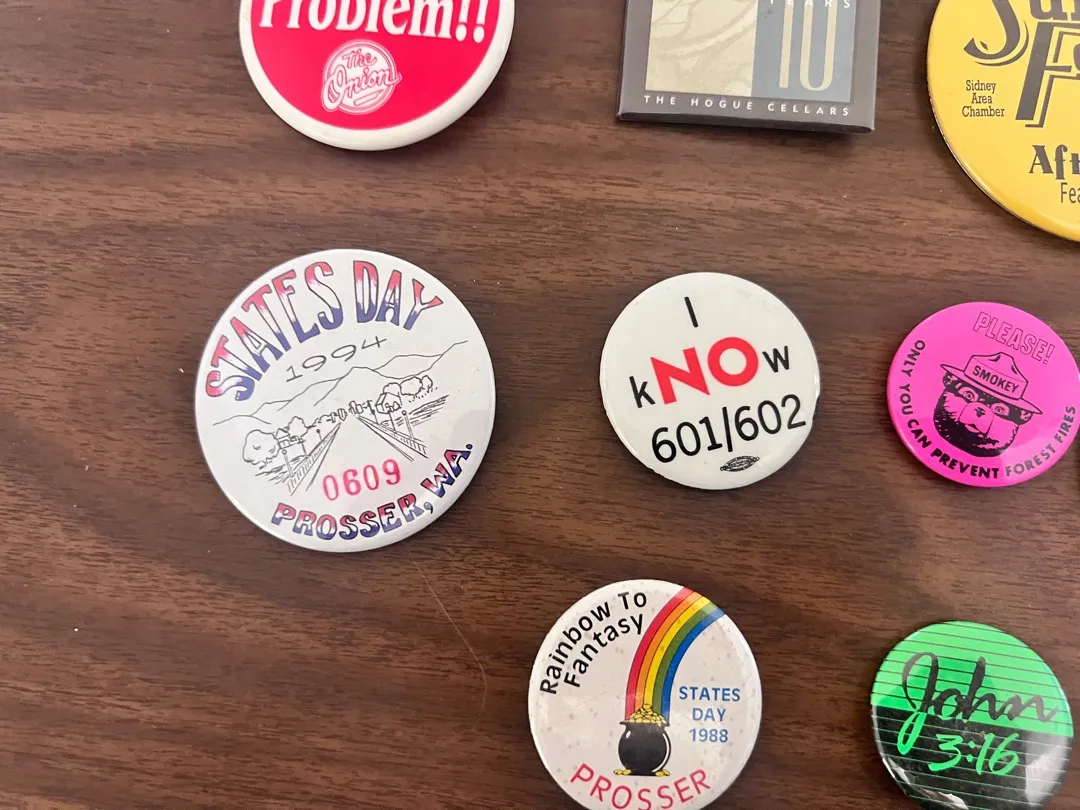 Problem!!
The
Onion
YEARS
10
THE HOGUE CELLARS
Sidney
Area
Chamber
STATES DAY
1994
0609
PROSSER, WA.
I
kNOw
601/602
PLEASE!
SMOKEY
ONLY YOU CAN PREVENT FOREST FIRES
Rainbow To
Fantasy
STATES
DAY
1988
PROSSER
John
3:16